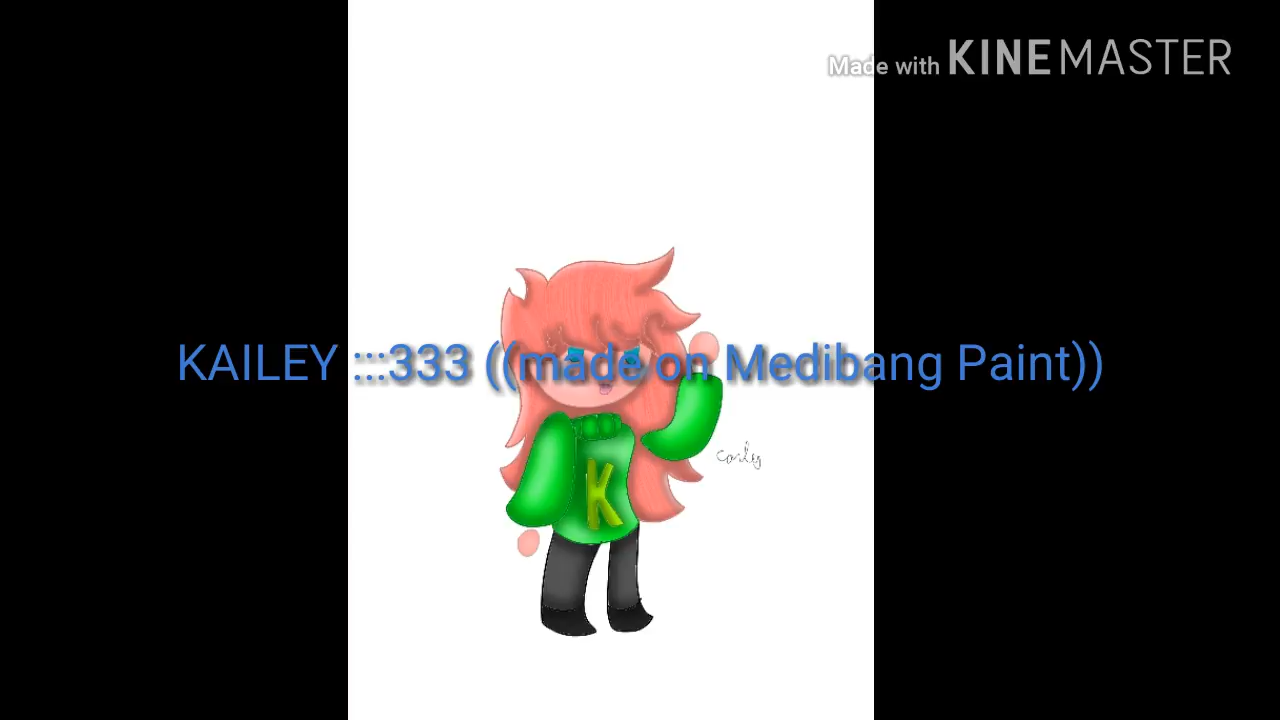 Made with KINEMASTER
KAILEY :::333 ((made on Medibang Paint))
K